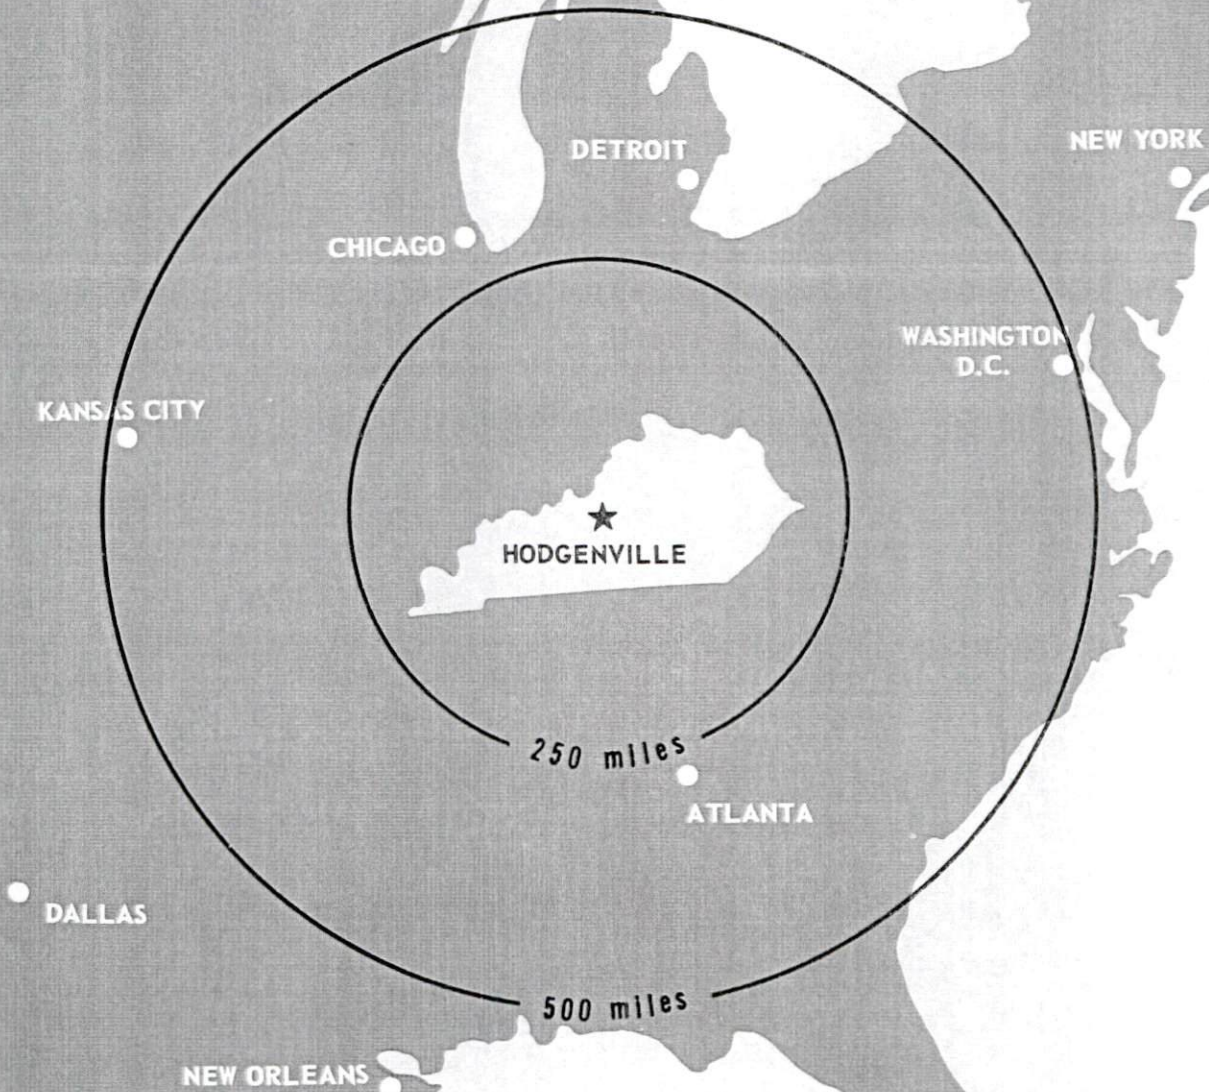 DETROIT
NEW YORK
CHICAGO
WASHINGTON
D.C.
KANSAS CITY
HODGENVILLE
250 miles
ATLANTA
DALLAS
500 miles
NEW ORLEANS